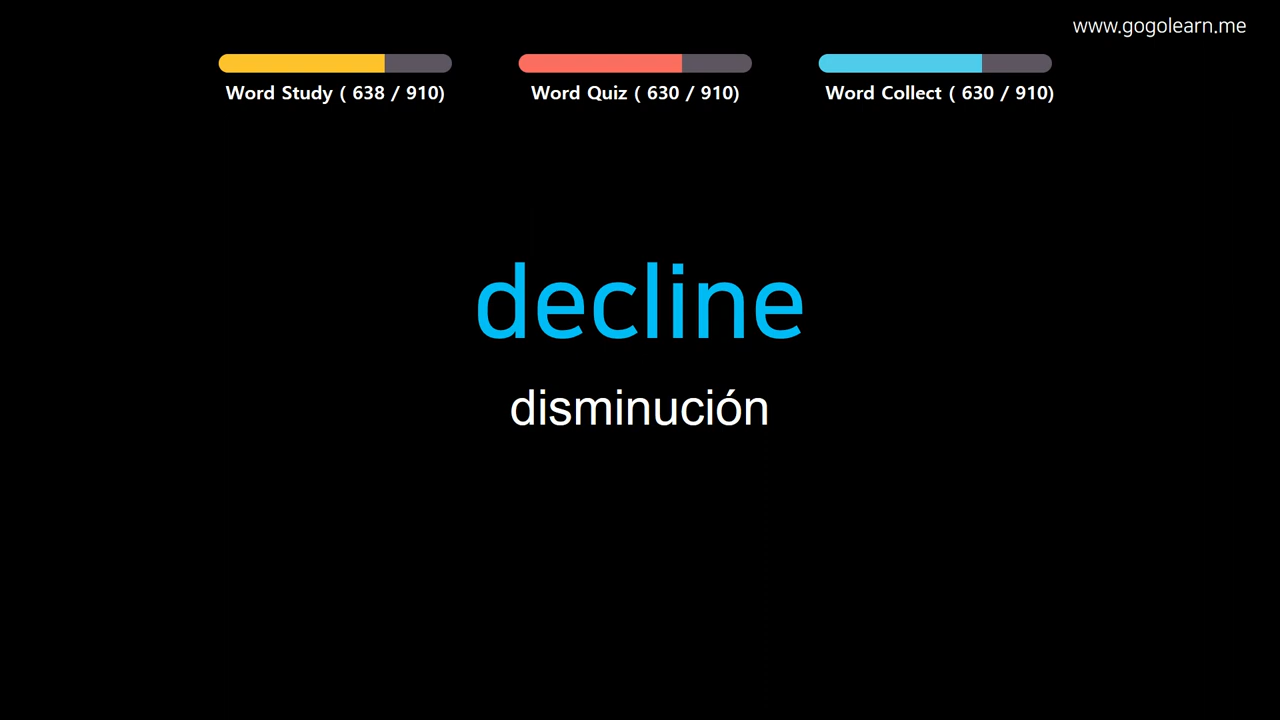 www.gogolearn.me
Word Study ( 638 / 910)
Word Quiz ( 630 / 910)
Word Collect ( 630 / 910)
decline
disminución